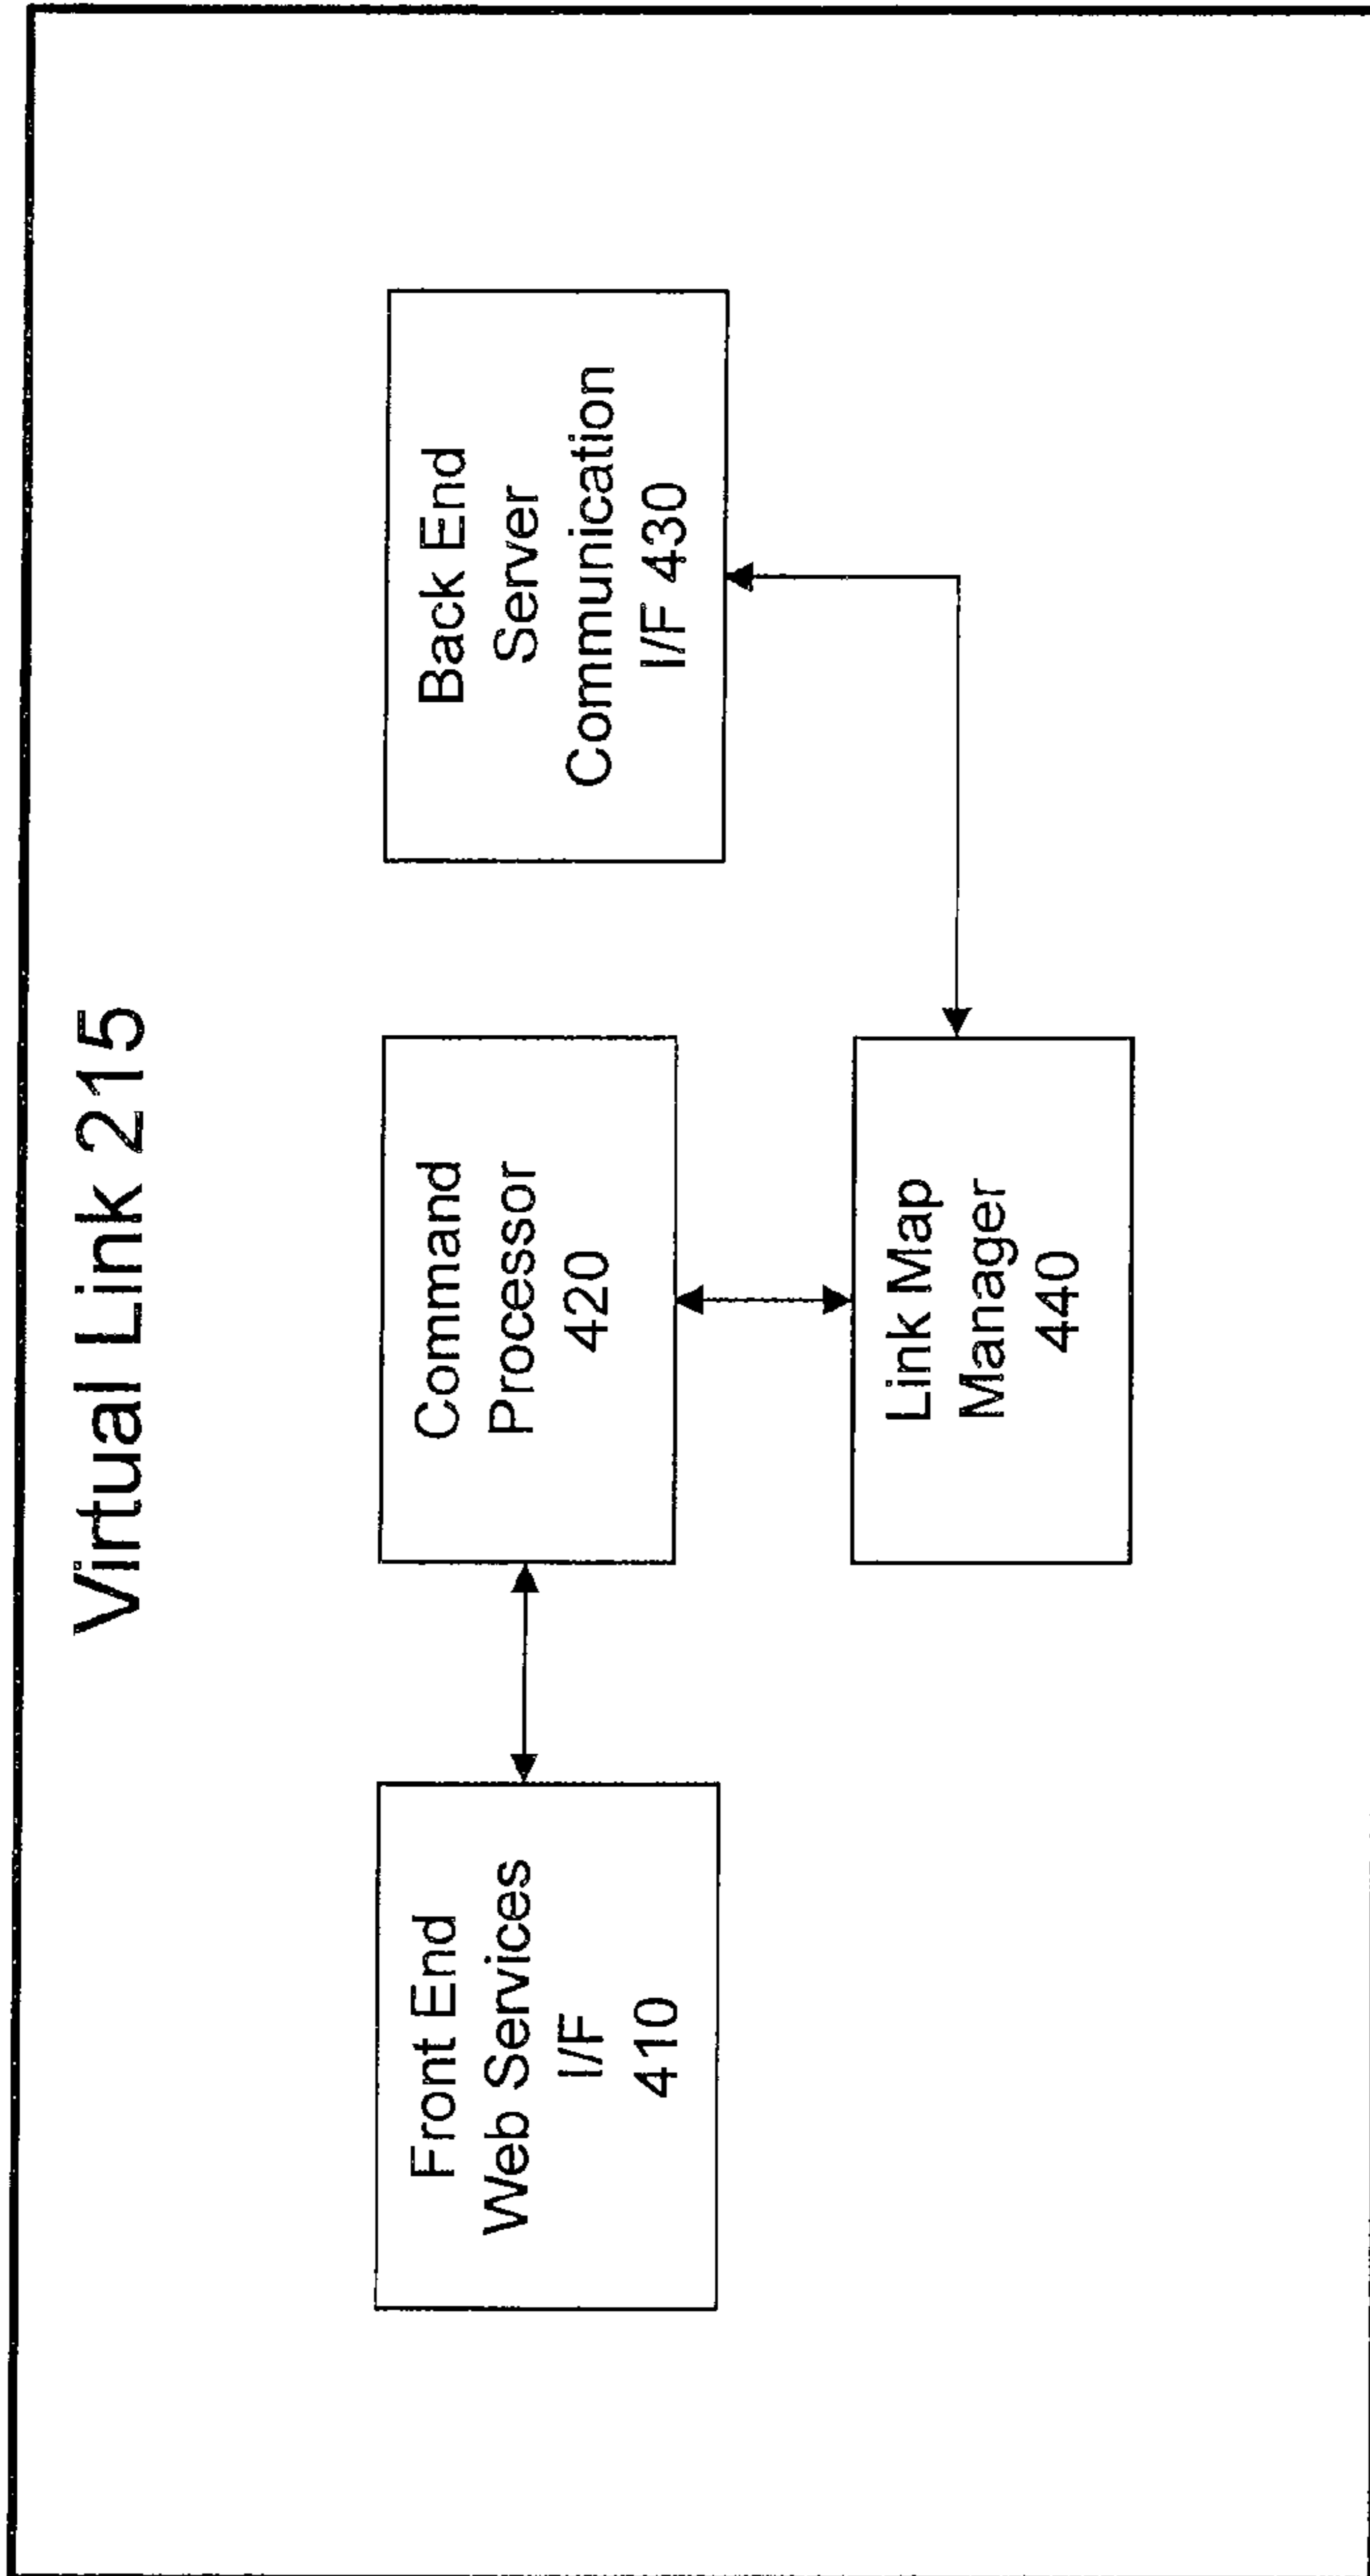 Virtual Link 215
Front End
Web Services
I/F
410
Command
Processor
420
Back End
Server
Communication
I/F 430
Link Map
Manager
440